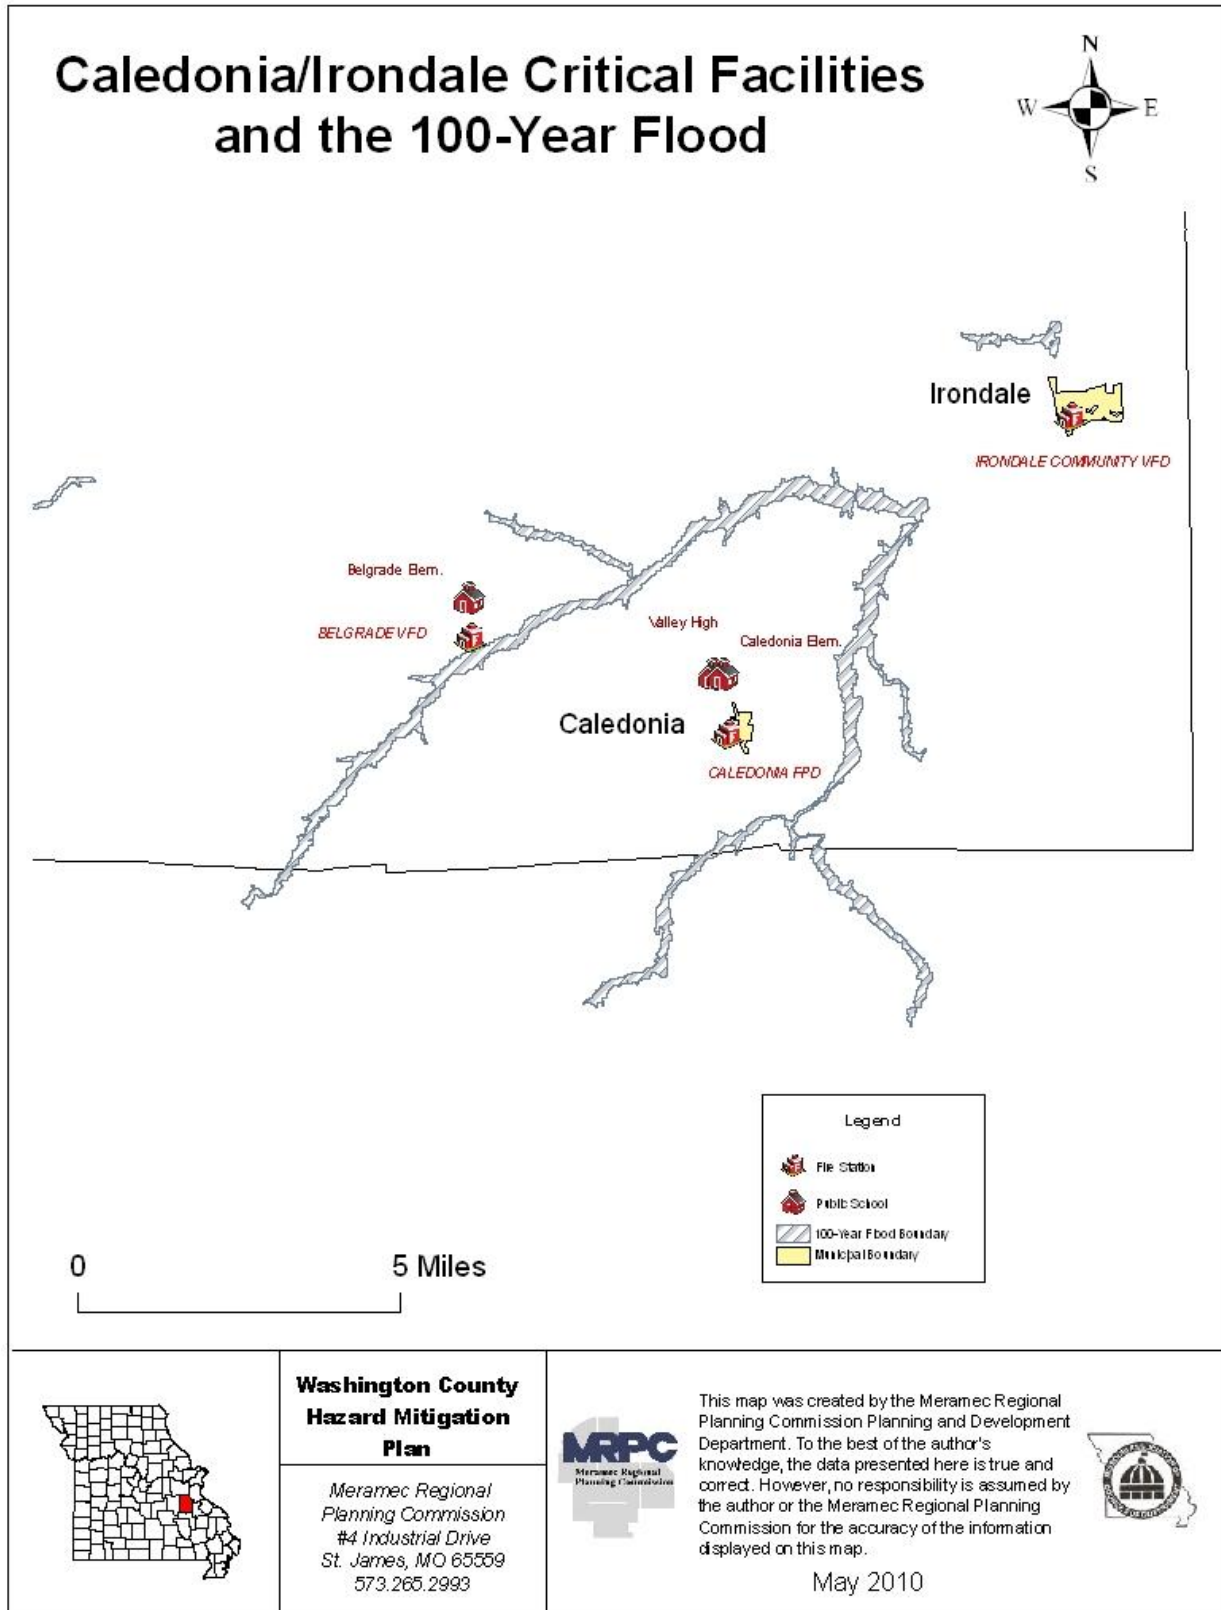 Caledonia/Irondale Critical Facilities
and the 100-Year Flood
N
W
E
S
Irondale
IRONDALE COMMUNITY VFD
Belgrade Elem.
BELGRADE VFD
Valley High
Caledonia Elem.
Caledonia
CALEDONIA FPD
Legend
Fire Station
Public School
100-Year Flood Boundary
Municipal Boundary
0
5 Miles
Washington County
Hazard Mitigation
Plan
Meramec Regional
Planning Commission
#4 Industrial Drive
St. James, MO 65559
573.265.2993
MRPC
Meramec Regional
Planning Commission
This map was created by the Meramec Regional
Planning Commission Planning and Development
Department. To the best of the author's
knowledge, the data presented here is true and
correct. However, no responsibility is assumed by
the author or the Meramec Regional Planning
Commission for the accuracy of the information
displayed on this map.
May 2010